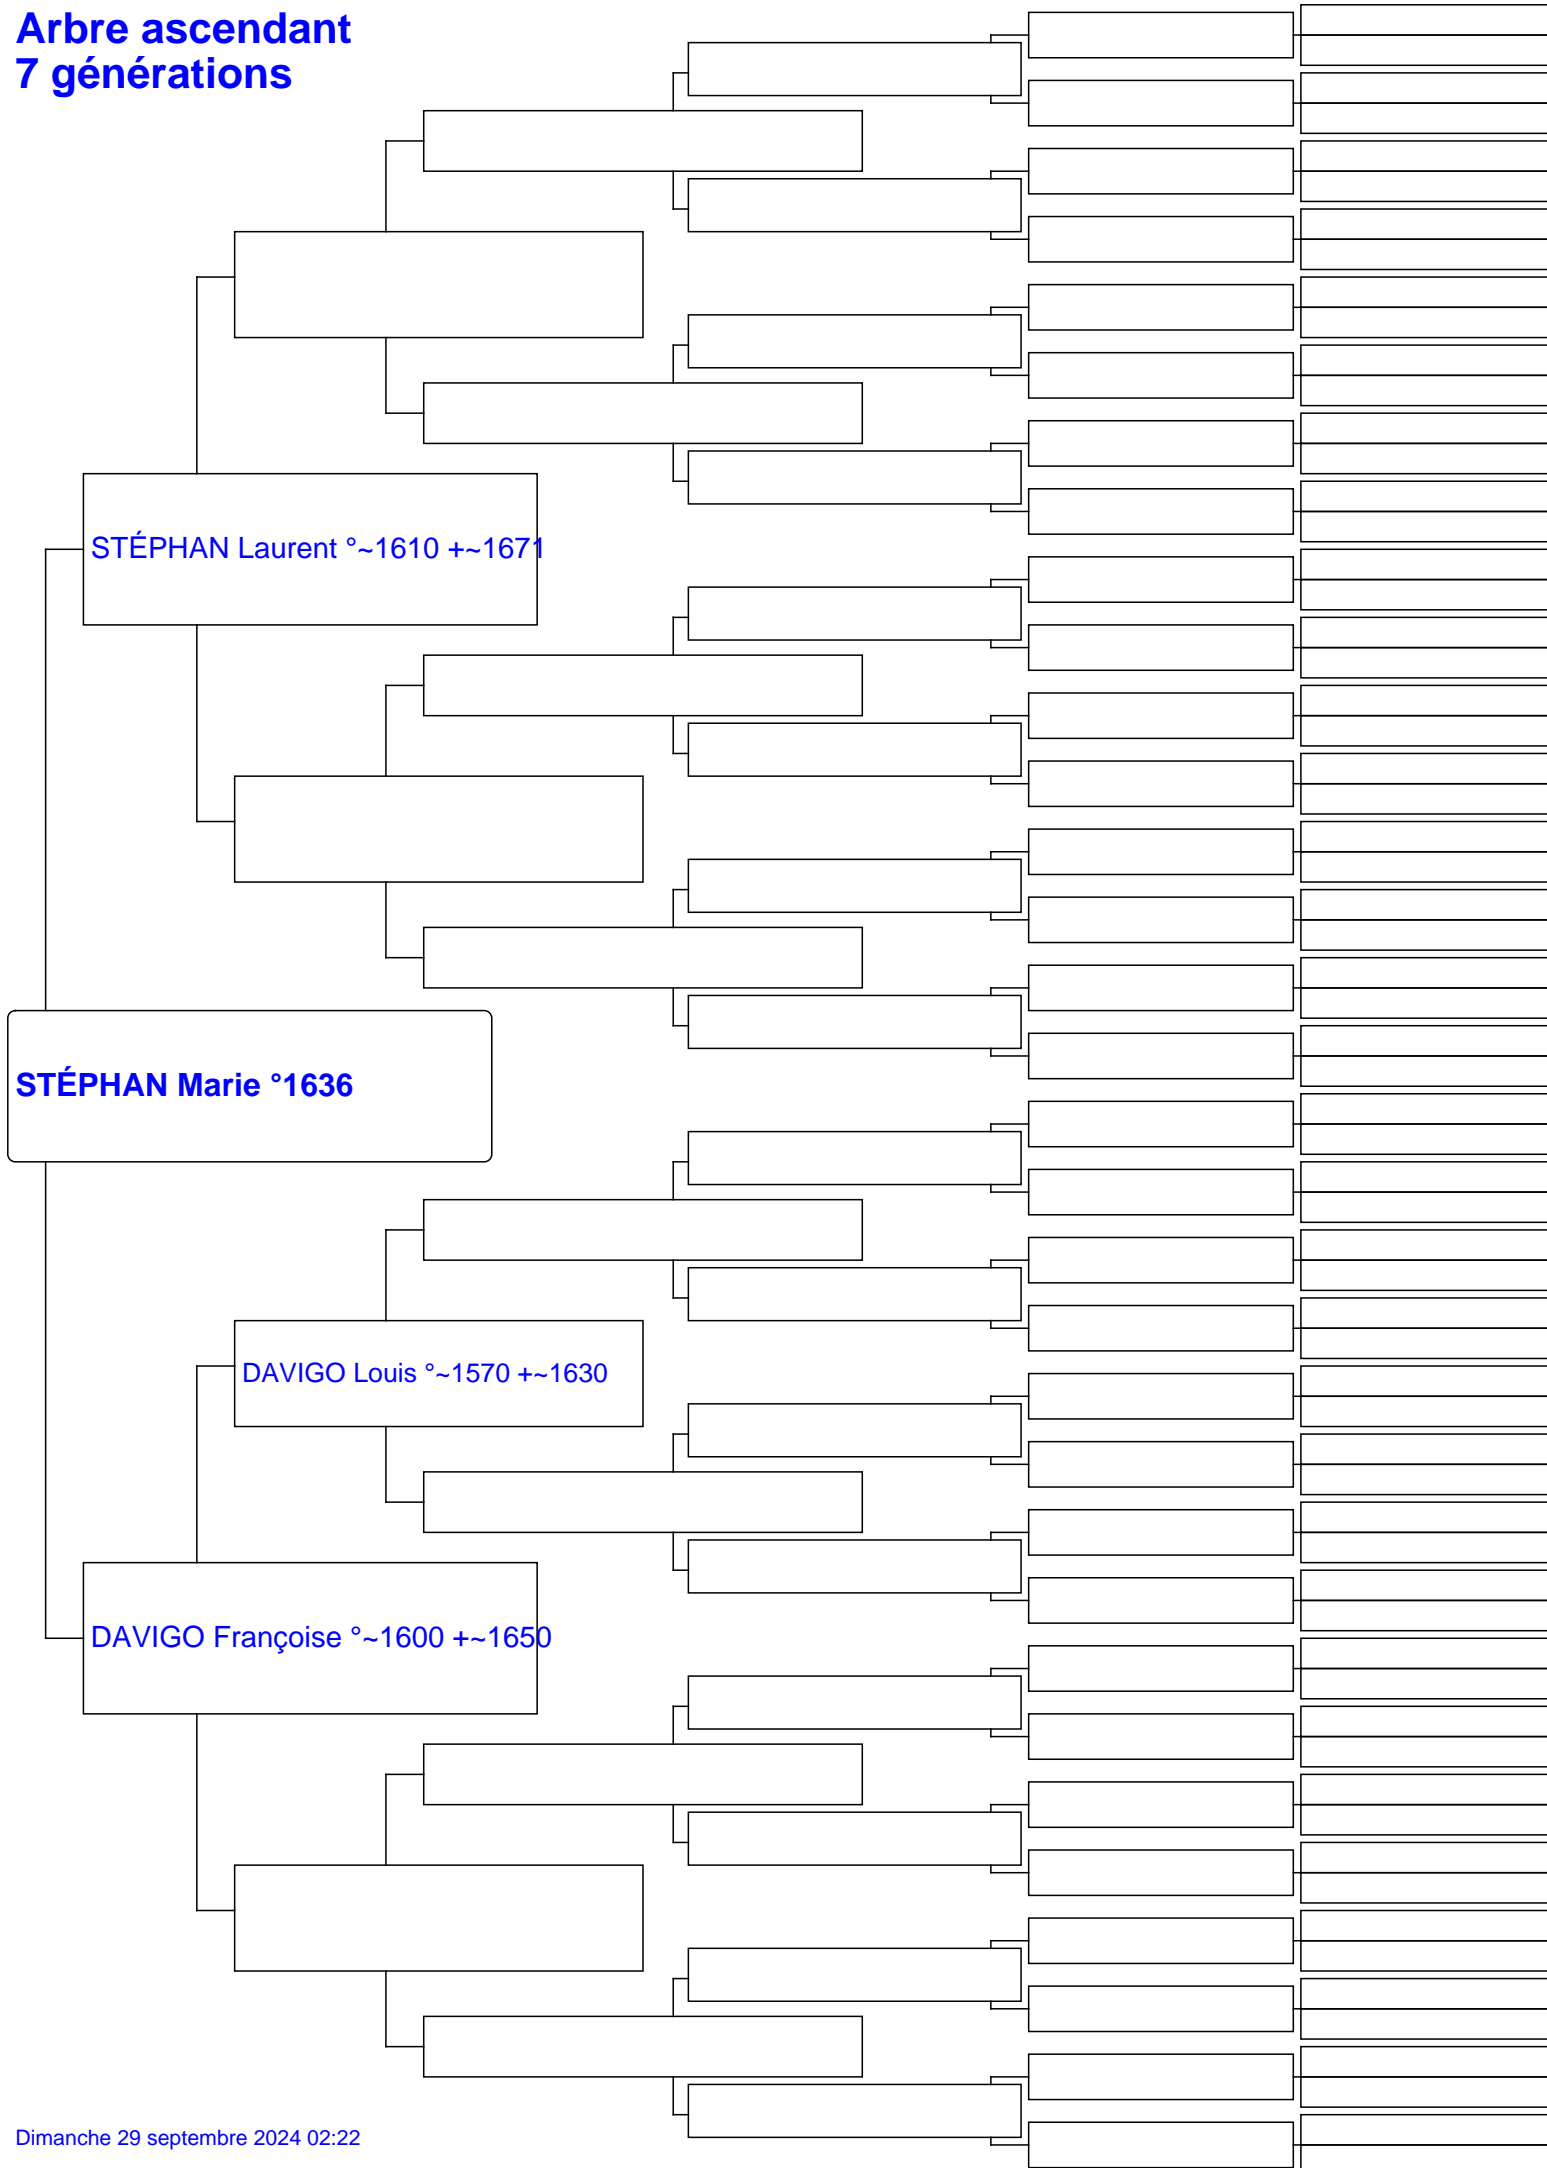 Arbre ascendant
7 générations
STÉPHAN Laurent °~1610 +~1671
STÉPHAN Marie °1636
DAVIGO Louis °~1570 +~1630
DAVIGO Françoise °~1600 +~1650
Dimanche 29 septembre 2024 02:22